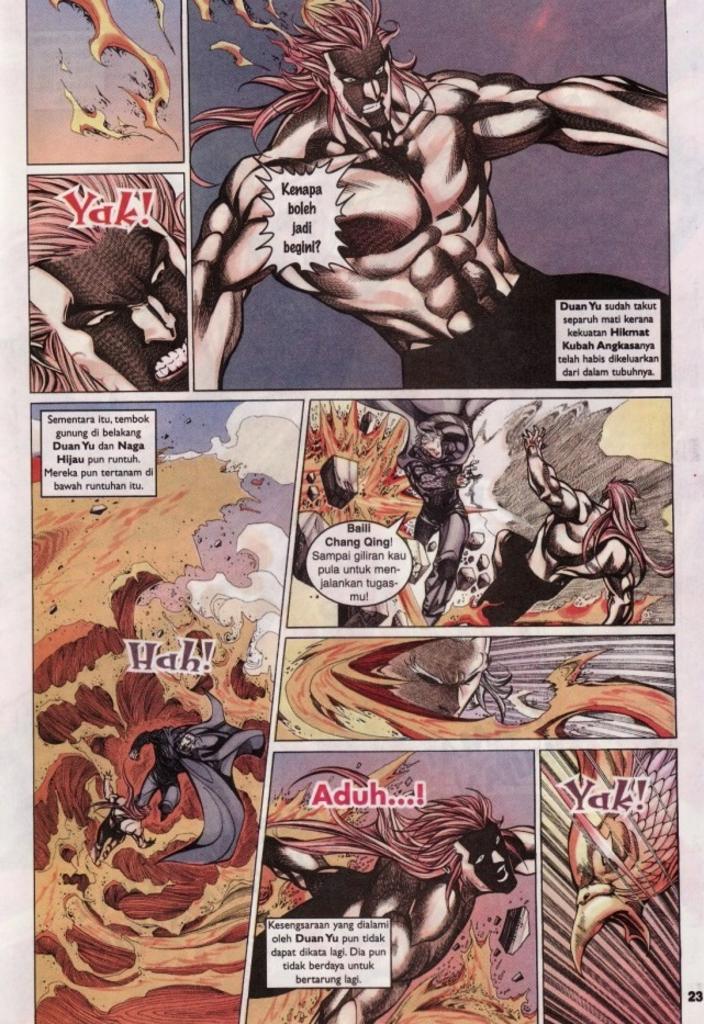 Yak!
Kenapa
boleh
jadi
begini?
Duan Yu sudah takut
separuh mati kerana
kekuatan Hikmat
Kubah Angkasanya
telah habis dikeluarkan
dari dalam tubuhnya.
Sementara itu, tembok
gunung di belakang
Duan Yu dan Naga
Hijau pun runtuh.
Mereka pun tertanam di
bawah runtuhan itu.
Hah!
Baili
Chang Qing!
Sampai giliran kau
pula untuk men-
jalankan tugas-
mu!
Aduh...!
Kesengsaraan yang dialami
oleh Duan Yu pun tidak
dapat dikata lagi. Dia pun
tidak berdaya untuk
bertarung lagi.
Yak!
23